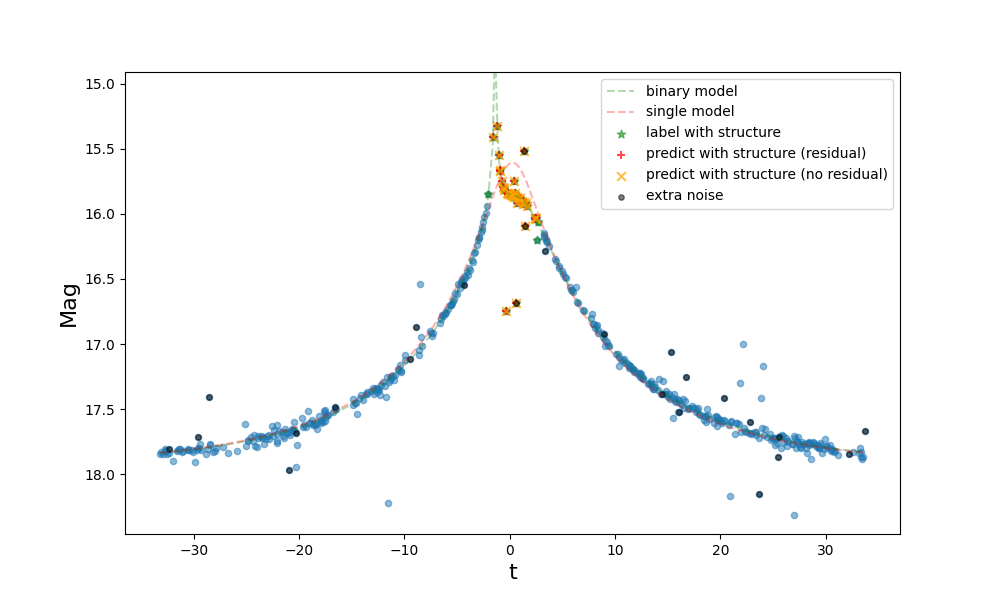 binary model
single model
label with structure
predict with structure (residual)
predict with structure (no residual)
extra noise
15.0
15.5
16.0
16.5
17.0
17.5
18.0
Mag
−30
−20
−10
0
10
20
30
t